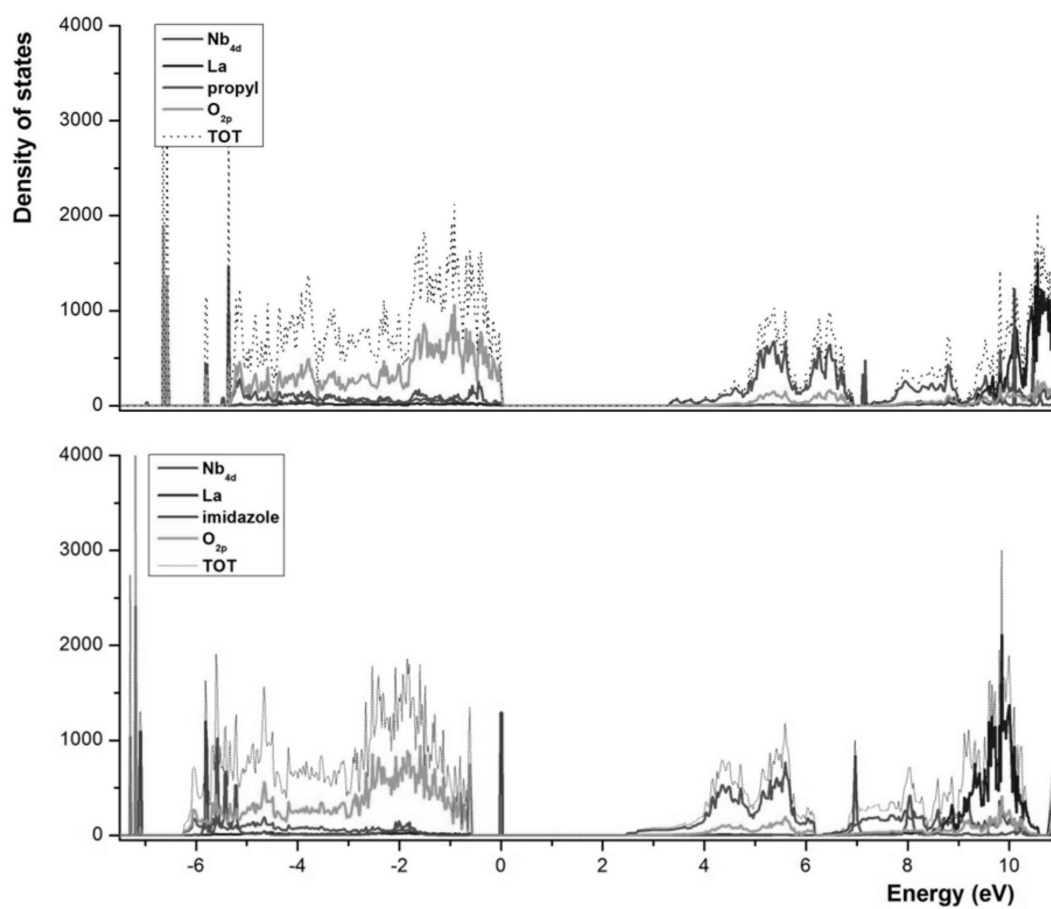 Density of states
4000
3000
2000
1000
0
Nb4d
La
propyl
O2p
TOT
4000
3000
2000
1000
0
Nb4d
La
imidazole
O2p
TOT
-6
-4
-2
0
2
4
6
8
10
Energy (eV)